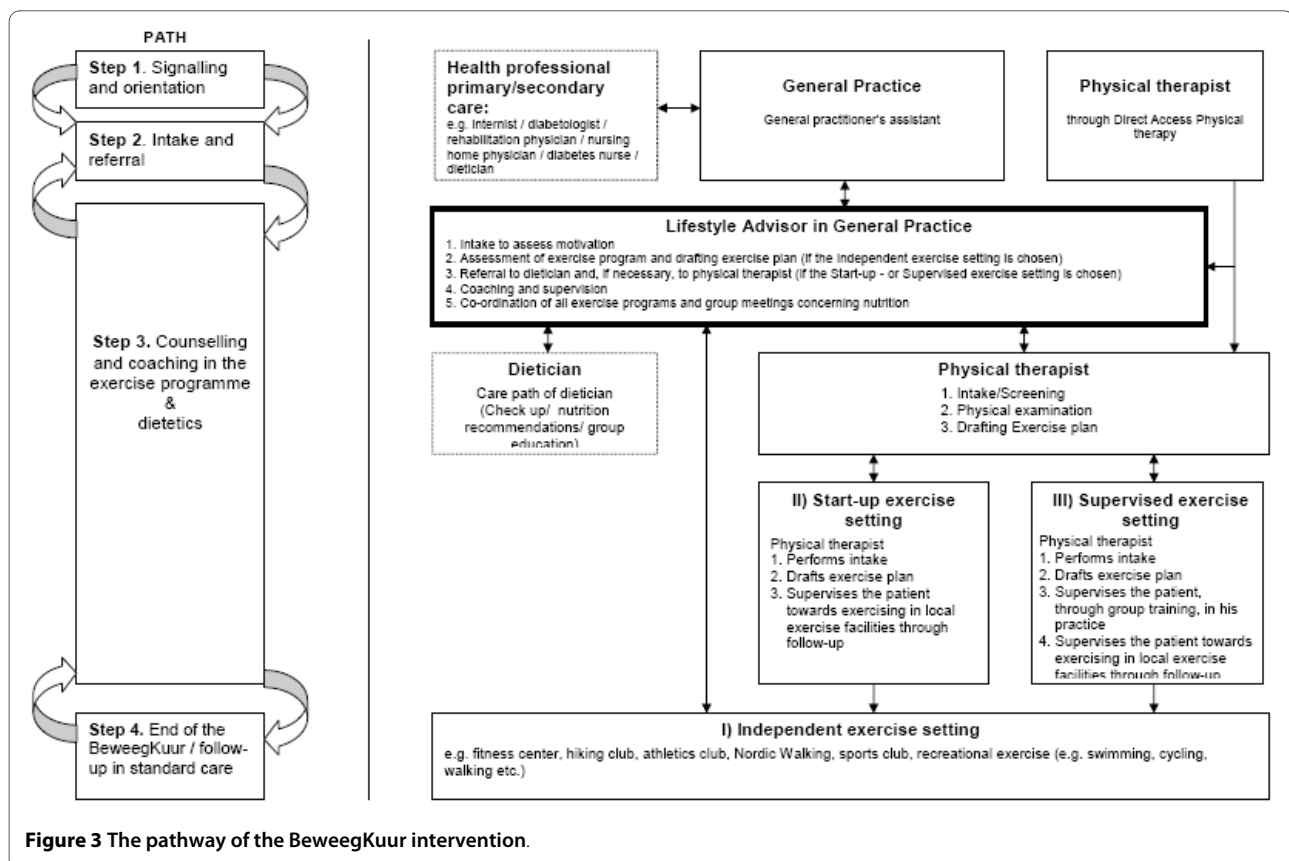 PATH
Step 1. Signalling
and orientation
Step 2. Intake and
referral
Step 3. Counselling
and coaching in the
exercise programme
&
dietetics
Step 4. End of the
BeweegKuur / follow-
up in standard care
Health professional
primary/secondary
care:
e.g. Internist / diabetologist /
rehabilitation physician / nursing
home physician / diabetes nurse /
dietician
General Practice
General practitioner's assistant
Physical therapist
through Direct Access Physical
therapy
Lifestyle Advisor in General Practice
1. Intake to assess motivation
2. Assessment of exercise program and drafting exercise plan (if the Independent exercise setting is chosen)
3. Referral to dietician and, if necessary, to physical therapist (if the Start-up - or Supervised exercise setting is chosen)
4. Coaching and supervision
5. Co-ordination of all exercise programs and group meetings concerning nutrition
Dietician
Care path of dietician
(Check up/ nutrition
recommendations/ group
education)
Physical therapist
1. Intake/Screening
2. Physical examination
3. Drafting Exercise plan
II) Start-up exercise
setting
Physical therapist
1. Performs intake
2. Drafts exercise plan
3. Supervises the patient
towards exercising in local
exercise facilities through
follow-up
III) Supervised exercise
setting
Physical therapist
1. Performs intake
2. Drafts exercise plan
3. Supervises the patient,
through group training, in his
practice
4. Supervises the patient towards
exercising in local exercise
facilities through follow-up
I) Independent exercise setting
e.g. fitness center, hiking club, athletics club, Nordic Walking, sports club, recreational exercise (e.g. swimming, cycling,
walking etc.)
Figure 3 The pathway of the BeweegKuur intervention.